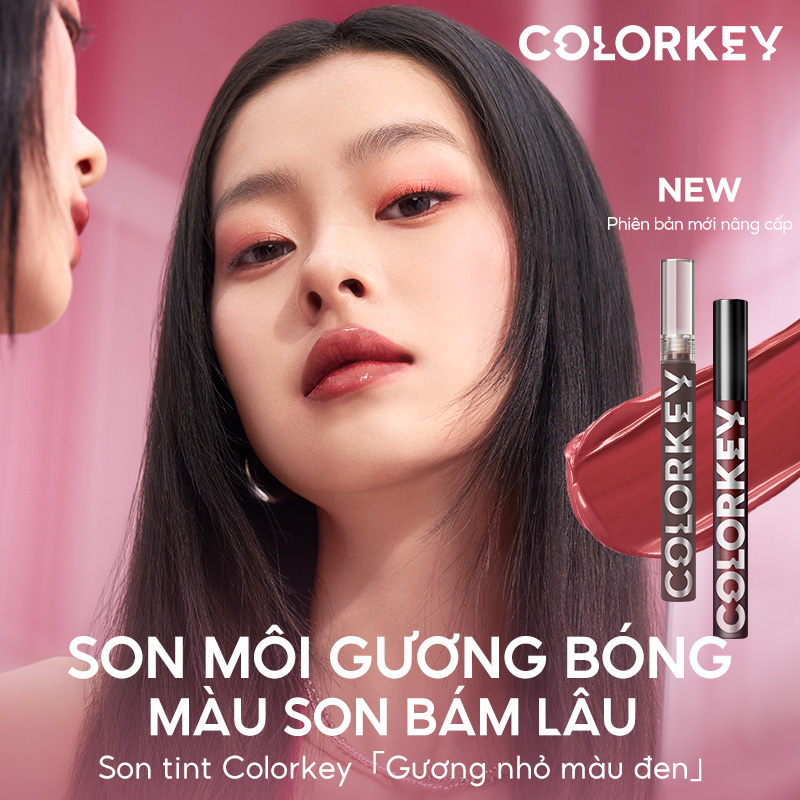 COLORKEY
NEW
Phiên bản mới nâng cấp
COLORKEY
COLORKEY
SON MÔI GƯƠNG BÓNG
MÀU SON BÁM LÂU
Son tint Colorkey「Gương nhỏ màu đen」